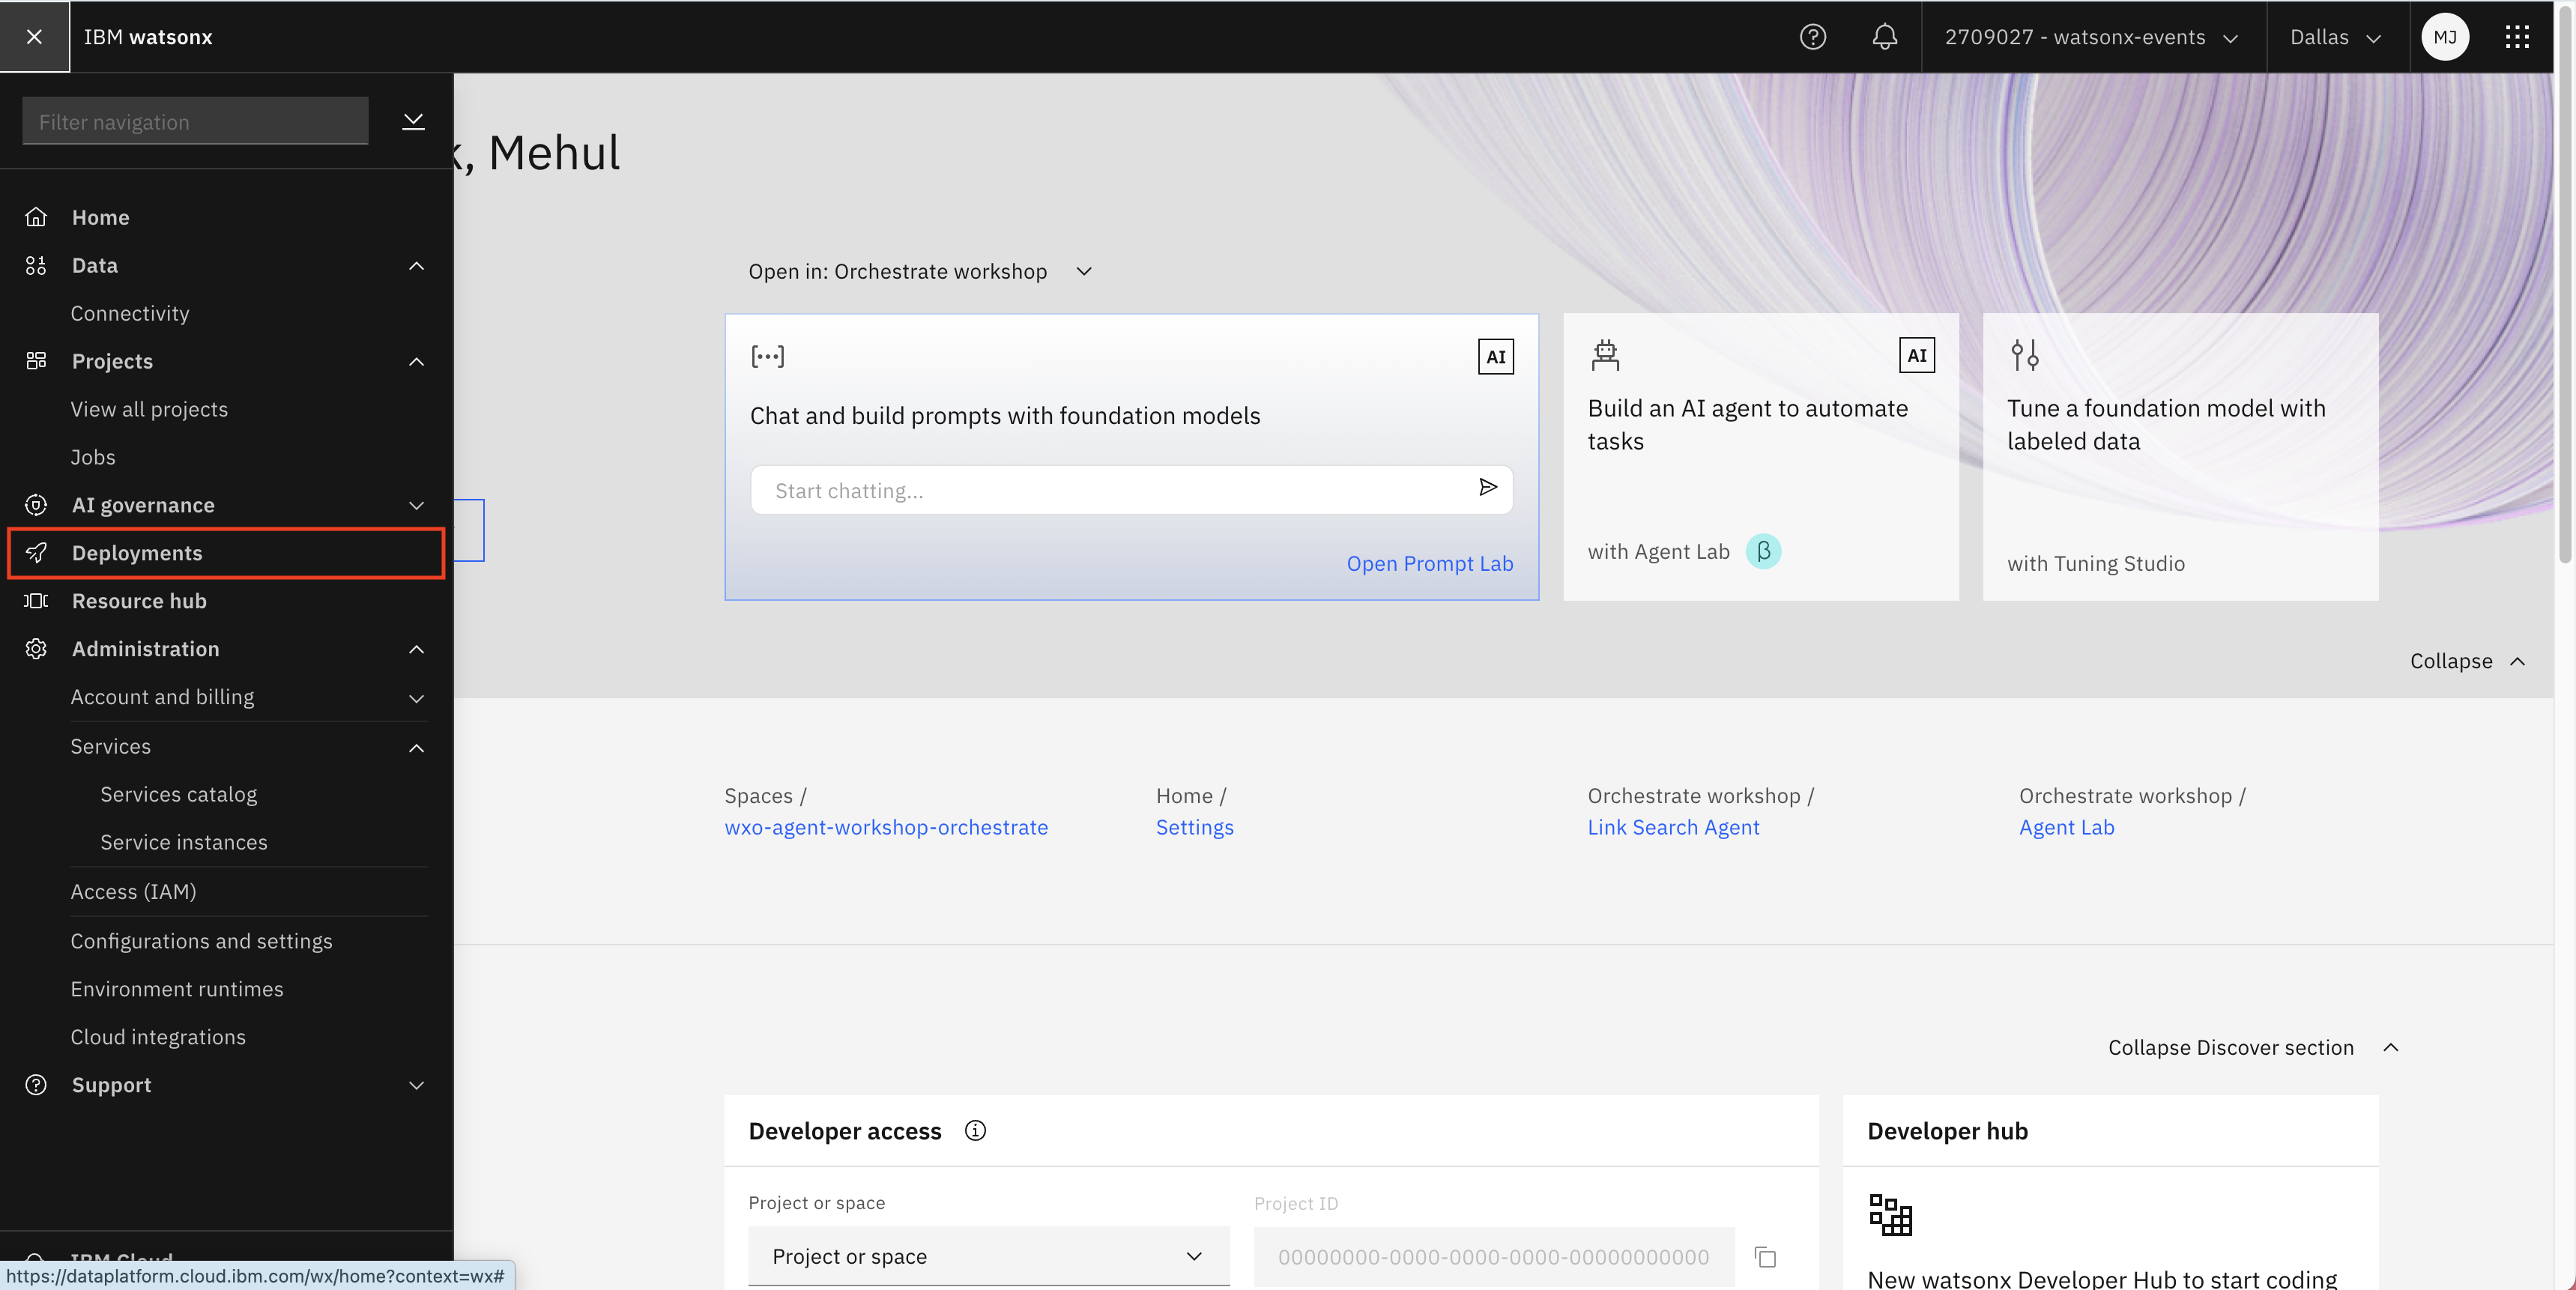 IBM watsonx
2709027 - watsonx-events
Dallas
MJ
Filter navigation
Home
Data
Connectivity
Projects
View all projects
Jobs
AI governance
Deployments
Resource hub
Administration
Account and billing
Services
Services catalog
Service instances
Access (IAM)
Configurations and settings
Environment runtimes
Cloud integrations
Support
IBM Cloud
https://dataplatform.cloud.ibm.com/wx/home?context=wx#
k, Mehul
Open in: Orchestrate workshop
AI
Chat and build prompts with foundation models
Start chatting...
Open Prompt Lab
AI
Build an AI agent to automate
tasks
with Agent Lab β
Tune a foundation model with
labeled data
with Tuning Studio
Collapse
Spaces /
wxo-agent-workshop-orchestrate
Home /
Settings
Orchestrate workshop /
Link Search Agent
Orchestrate workshop /
Agent Lab
Collapse Discover section
Developer access
Project or space
Project or space
Project ID
00000000-0000-0000-0000-00000000000
Developer hub
New watsonx Developer Hub to start coding